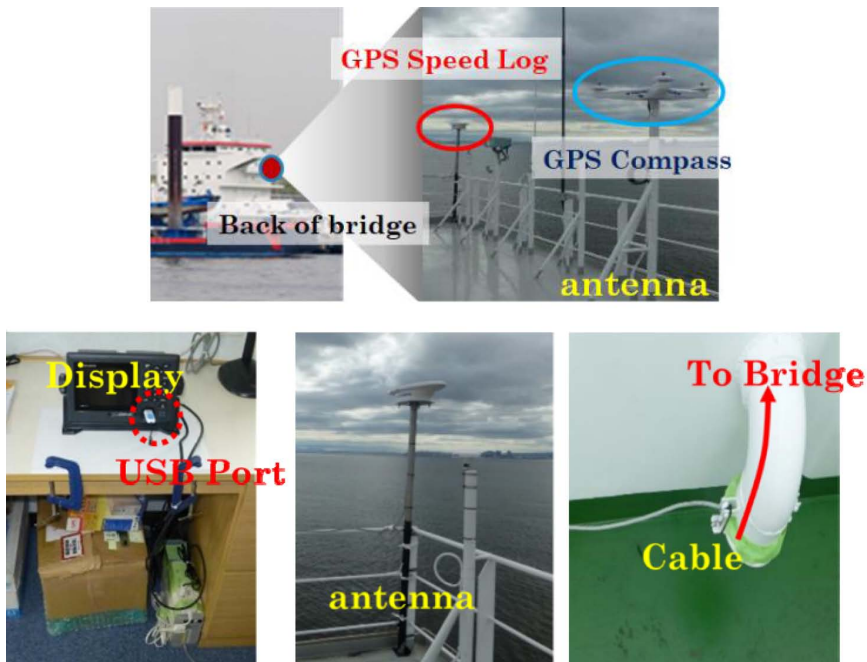 GPS Speed Log
GPS Compass
Back of bridge
antenna
Display
USB Port
antenna
To Bridge
Cable